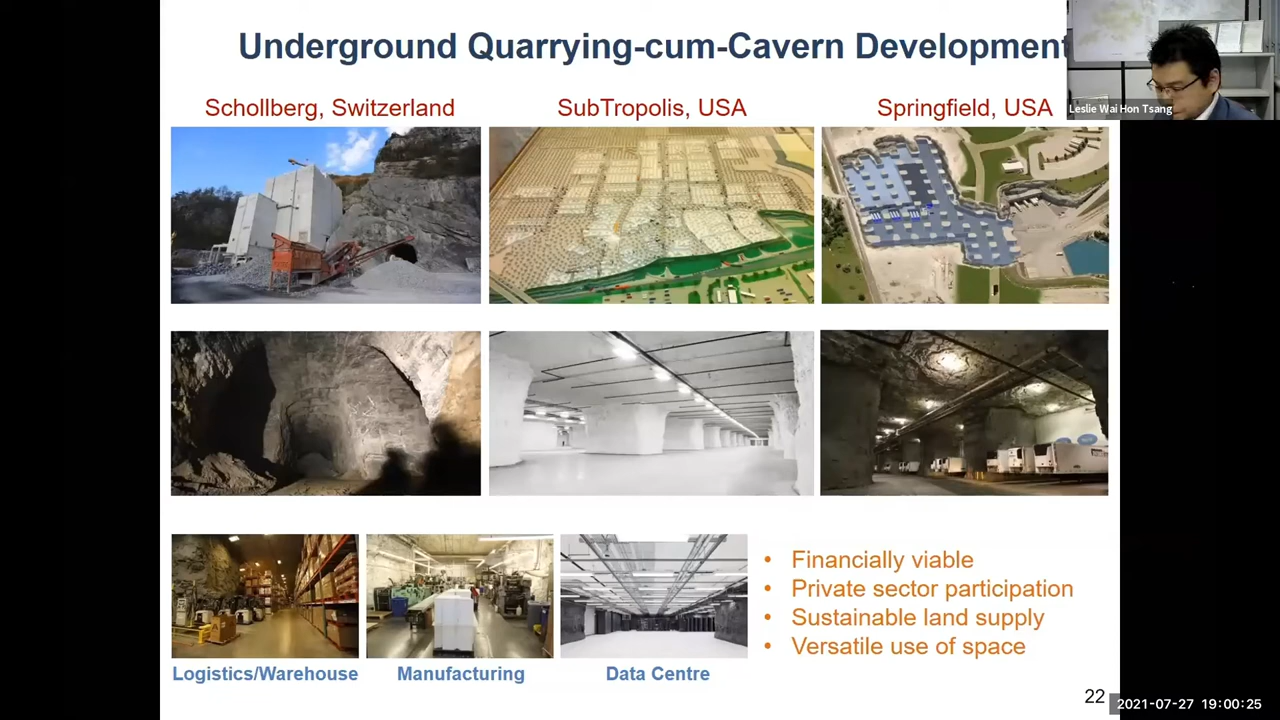 Underground Quarrying-cum-Cavern Development
Leslie Wai Hon Tsang
Schollberg, Switzerland
SubTropolis, USA
Springfield, USA
• Financially viable
• Private sector participation
• Sustainable land supply
• Versatile use of space
Logistics/Warehouse
Manufacturing
Data Centre
22
2021-07-27 19:00:25